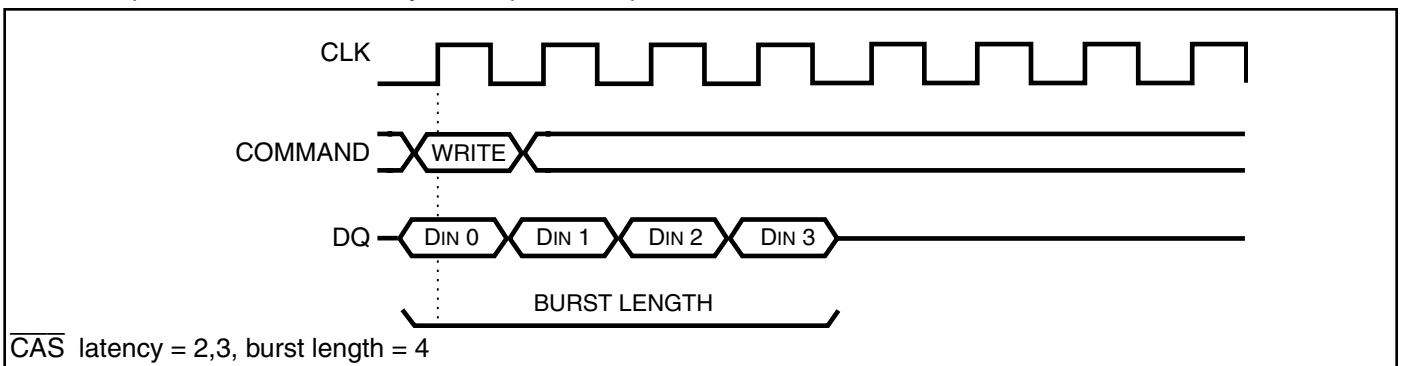 CLK
COMMAND WRITE
DQ DIN 0 DIN 1 DIN 2 DIN 3
BURST LENGTH
CAS latency = 2,3, burst length = 4